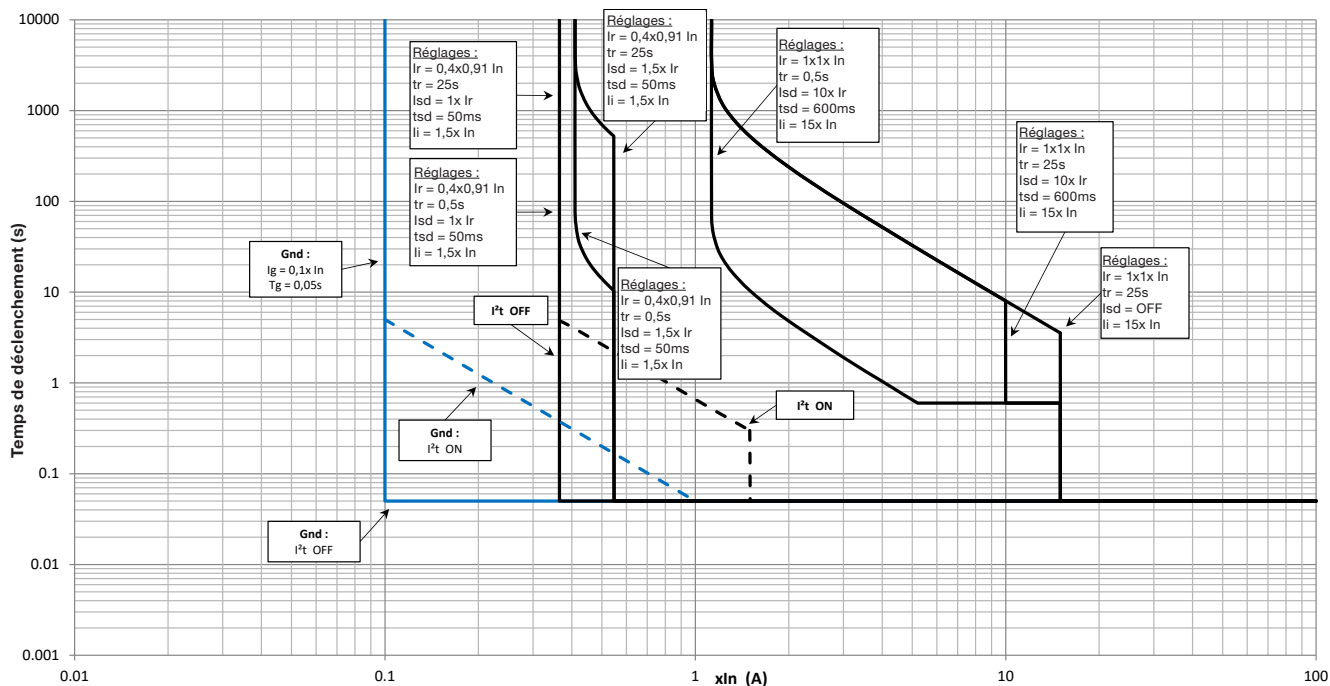 10000
1000
100
10
1
0.1
0.01
0.001
Temps de déclenchement (s)
Réglages :
Ir = 0,4x0,91 In
tr = 25s
Isd = 1x Ir
tsd = 50ms
Ii = 1,5x In
Réglages :
Ir = 0,4x0,91 In
tr = 25s
Isd = 1,5x Ir
tsd = 50ms
Ii = 1,5x In
Réglages :
Ir = 1x1x In
tr = 0,5s
Isd = 10x Ir
tsd = 600ms
Ii = 15x In
Réglages :
Ir = 1x1x In
tr = 25s
Isd = 10x Ir
tsd = 600ms
Ii = 15x In
Réglages :
Ir = 0,4x0,91 In
tr = 0,5s
Isd = 1x Ir
tsd = 50ms
Ii = 1,5x In
Gnd :
Ig = 0,1x In
Tg = 0,05s
Réglages :
Ir = 1x1x In
tr = 25s
Isd = OFF
Ii = 15x In
Réglages :
Ir = 0,4x0,91 In
tr = 0,5s
Isd = 1,5x Ir
tsd = 50ms
Ii = 1,5x In
I²t OFF
I²t ON
Gnd :
I²t ON
Gnd :
I²t OFF
0.01
0.1
1
10
100
xIn (A)